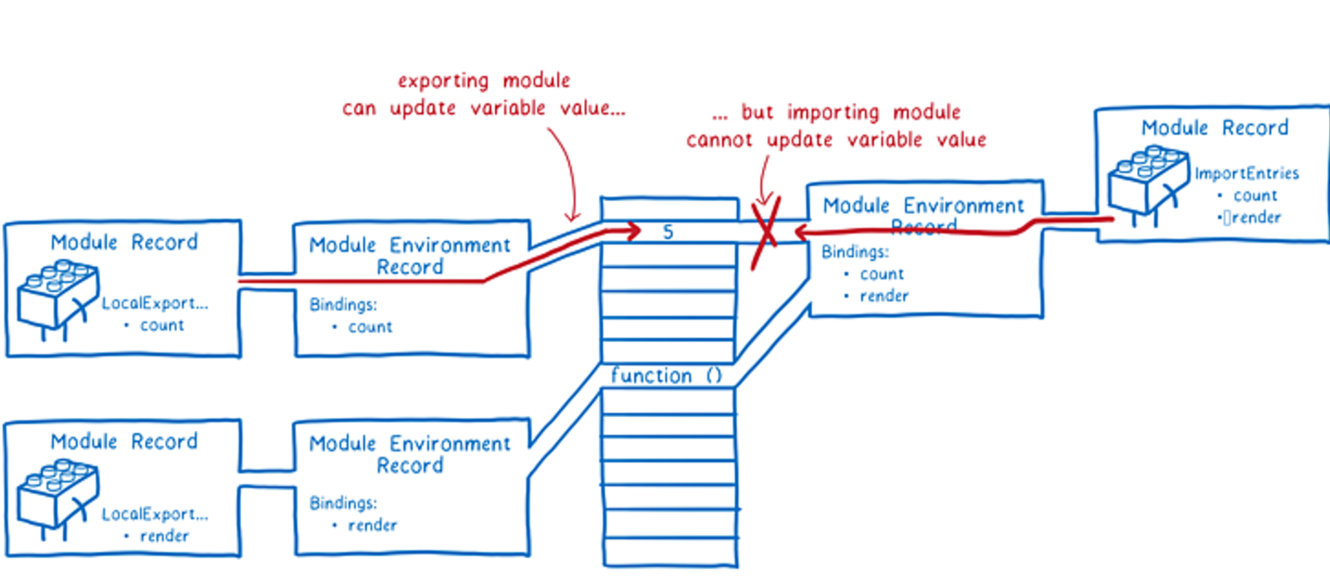 exporting module
can update variable value...
... but importing module
cannot update variable value
Module Record
ImportEntries
• count
•▯render
Module Environment
Record
Bindings:
• count
• render
5
Module Record
LocalExport...
• count
Module Environment
Record
Bindings:
• count
function ()
Module Record
LocalExport...
• render
Module Environment
Record
Bindings:
• render